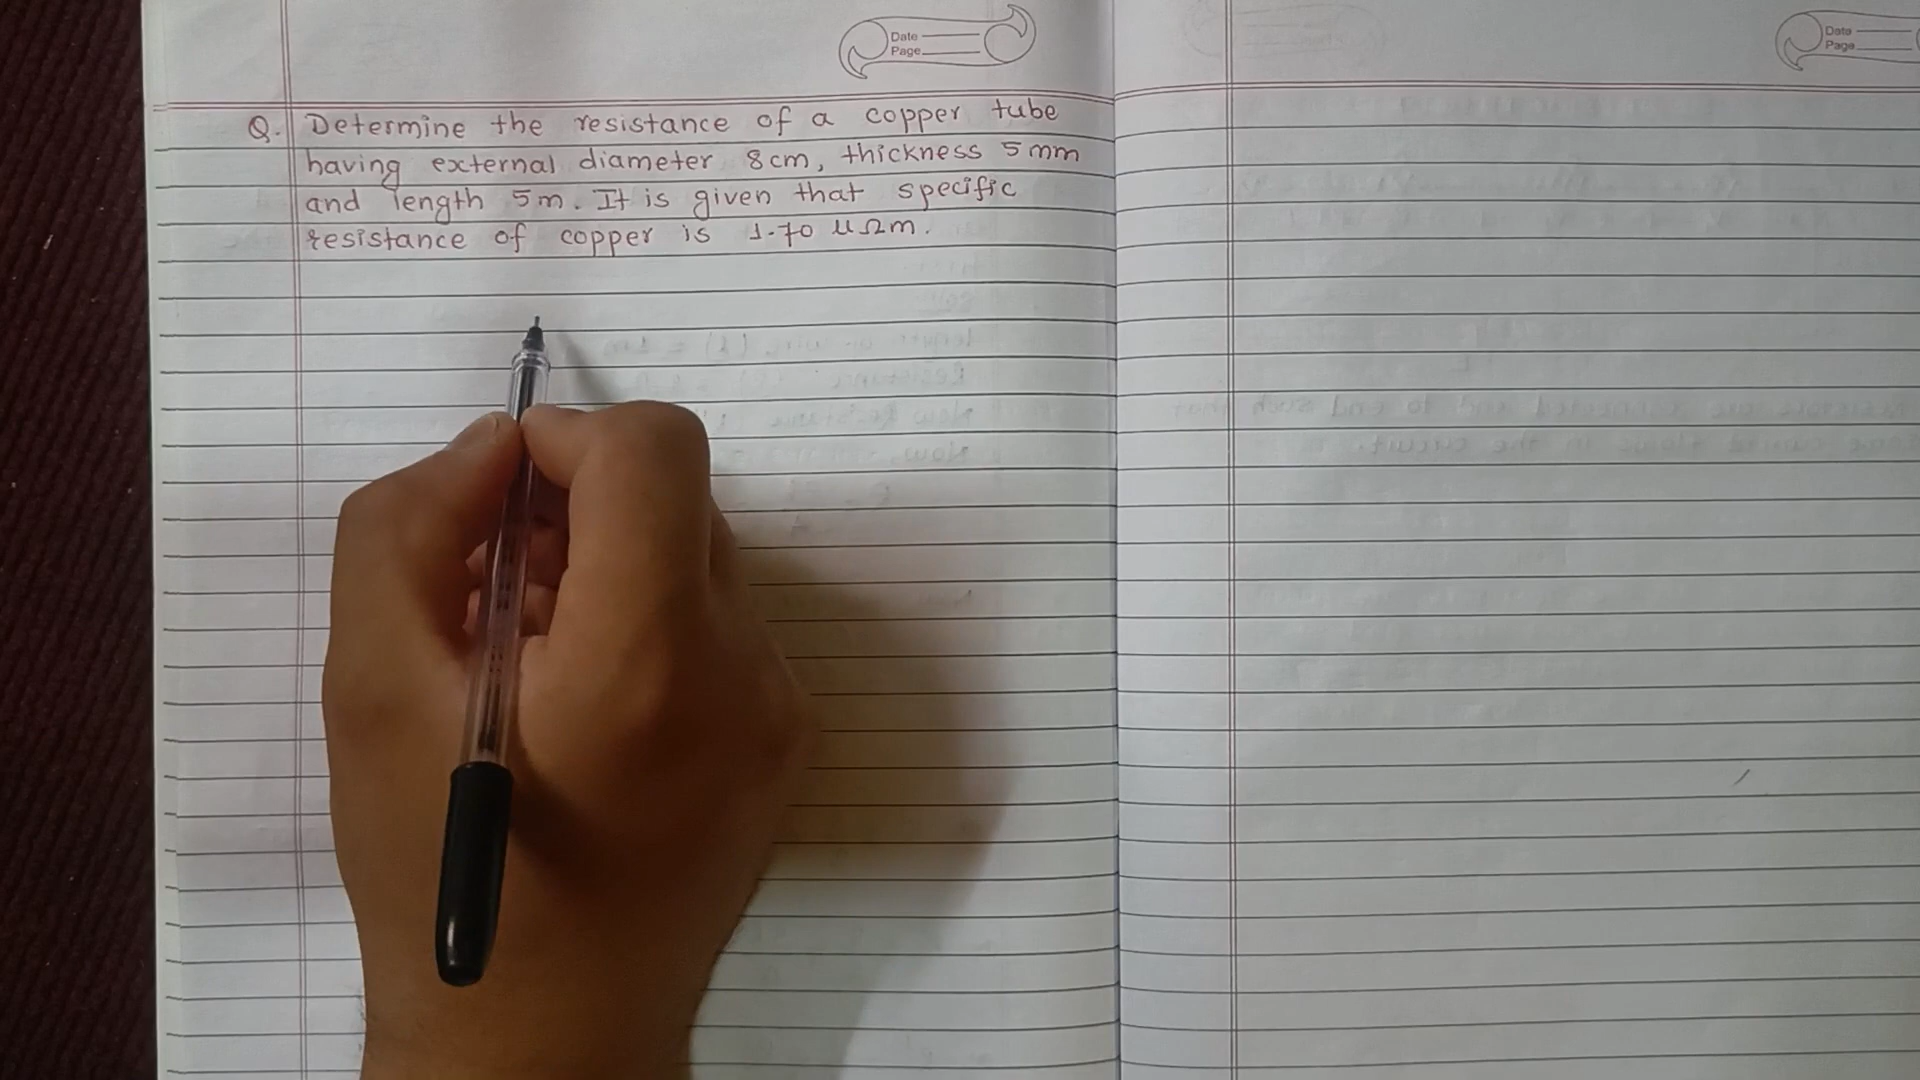 Date
Page
Date
Page
Q. Determine the resistance of a copper tube
having external diameter 8cm, thickness 5mm
and length 5m. It is given that specific
resistance of copper is 1.70 μΩm.